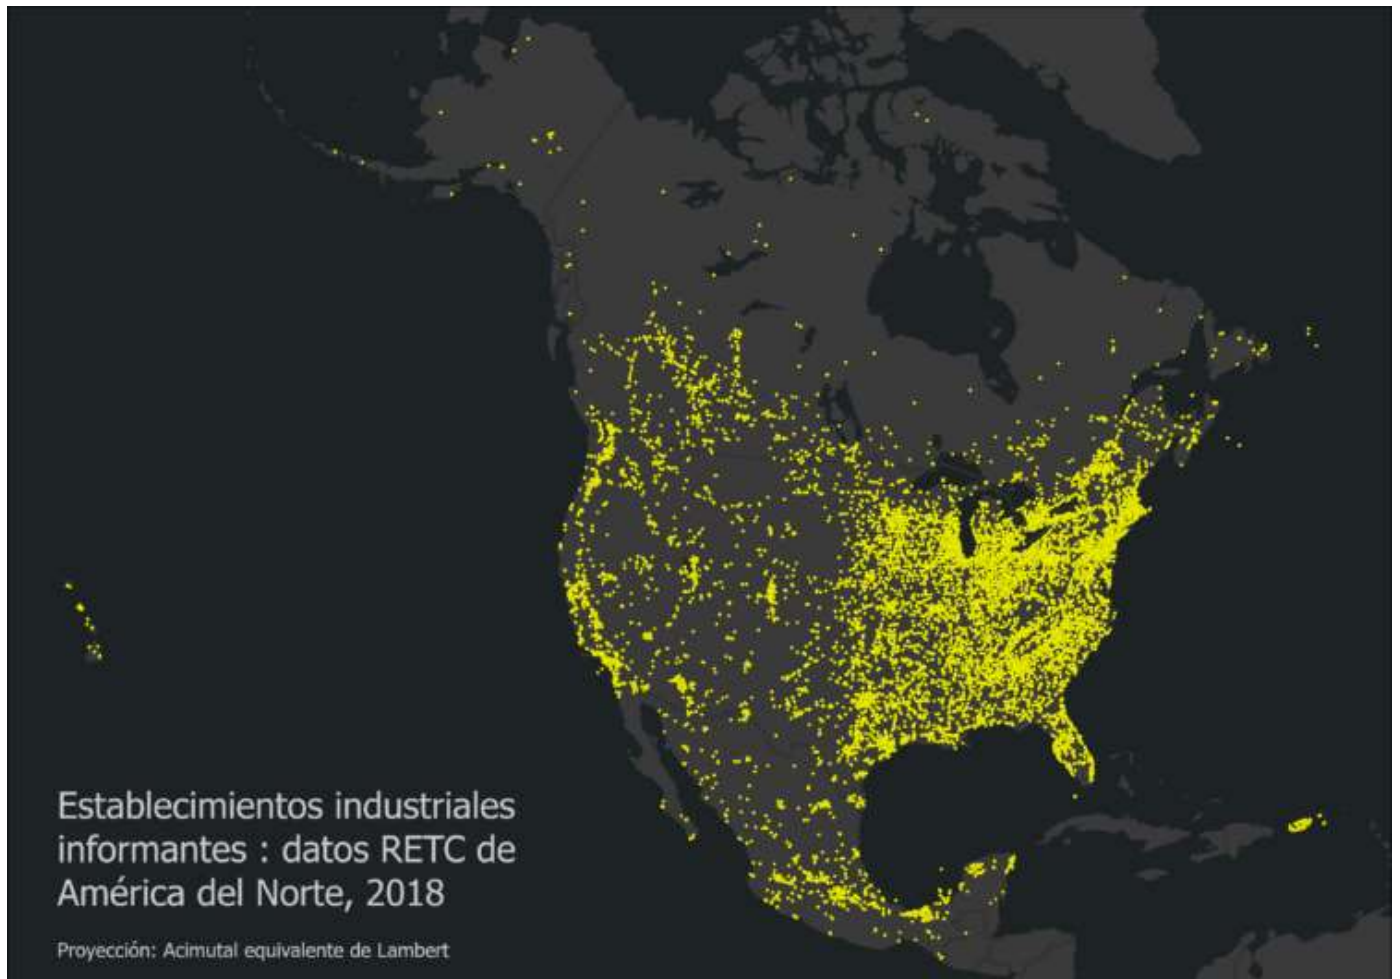 Establecimientos industriales
informantes : datos RETC de
América del Norte, 2018
Proyección: Acimutal equivalente de Lambert